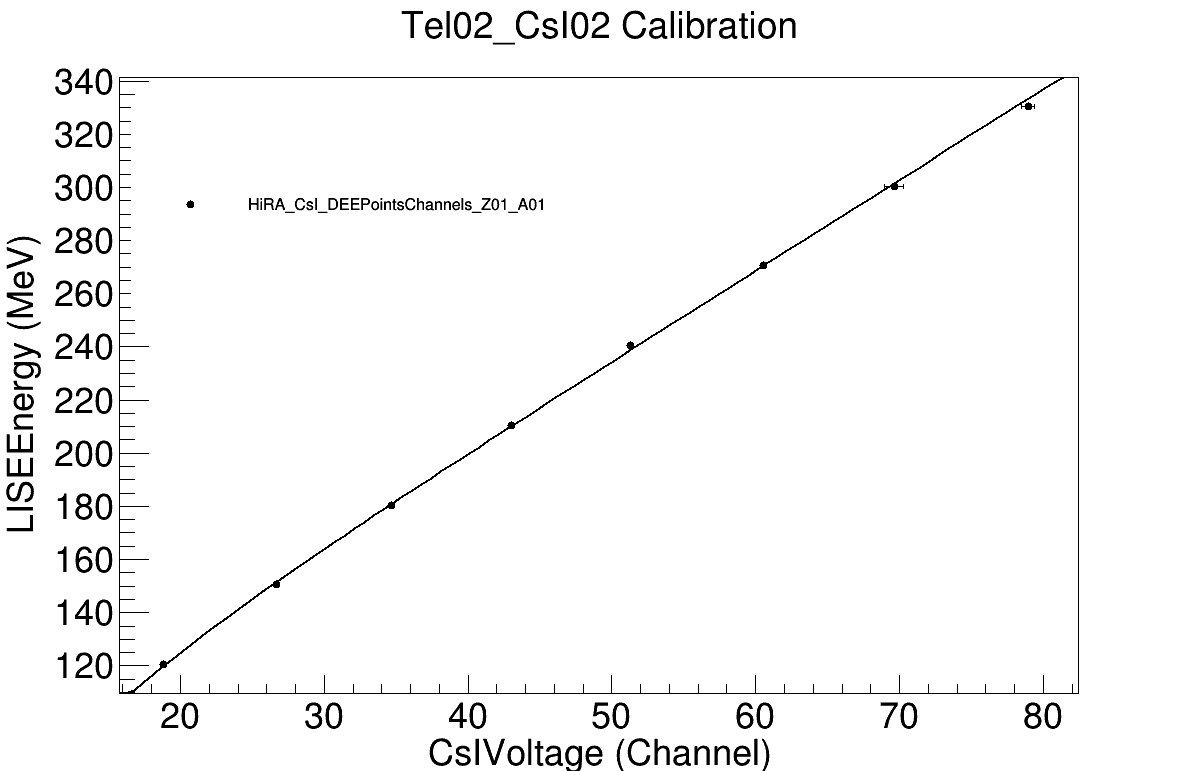 Tel02_CsI02 Calibration
340
320
300
280
260
240
220
200
180
160
140
120
LISEEnergy (MeV)
HiRA_CsI_DEEPointsChannels_Z01_A01
20 30 40 50 60 70 80
CsIVoltage (Channel)